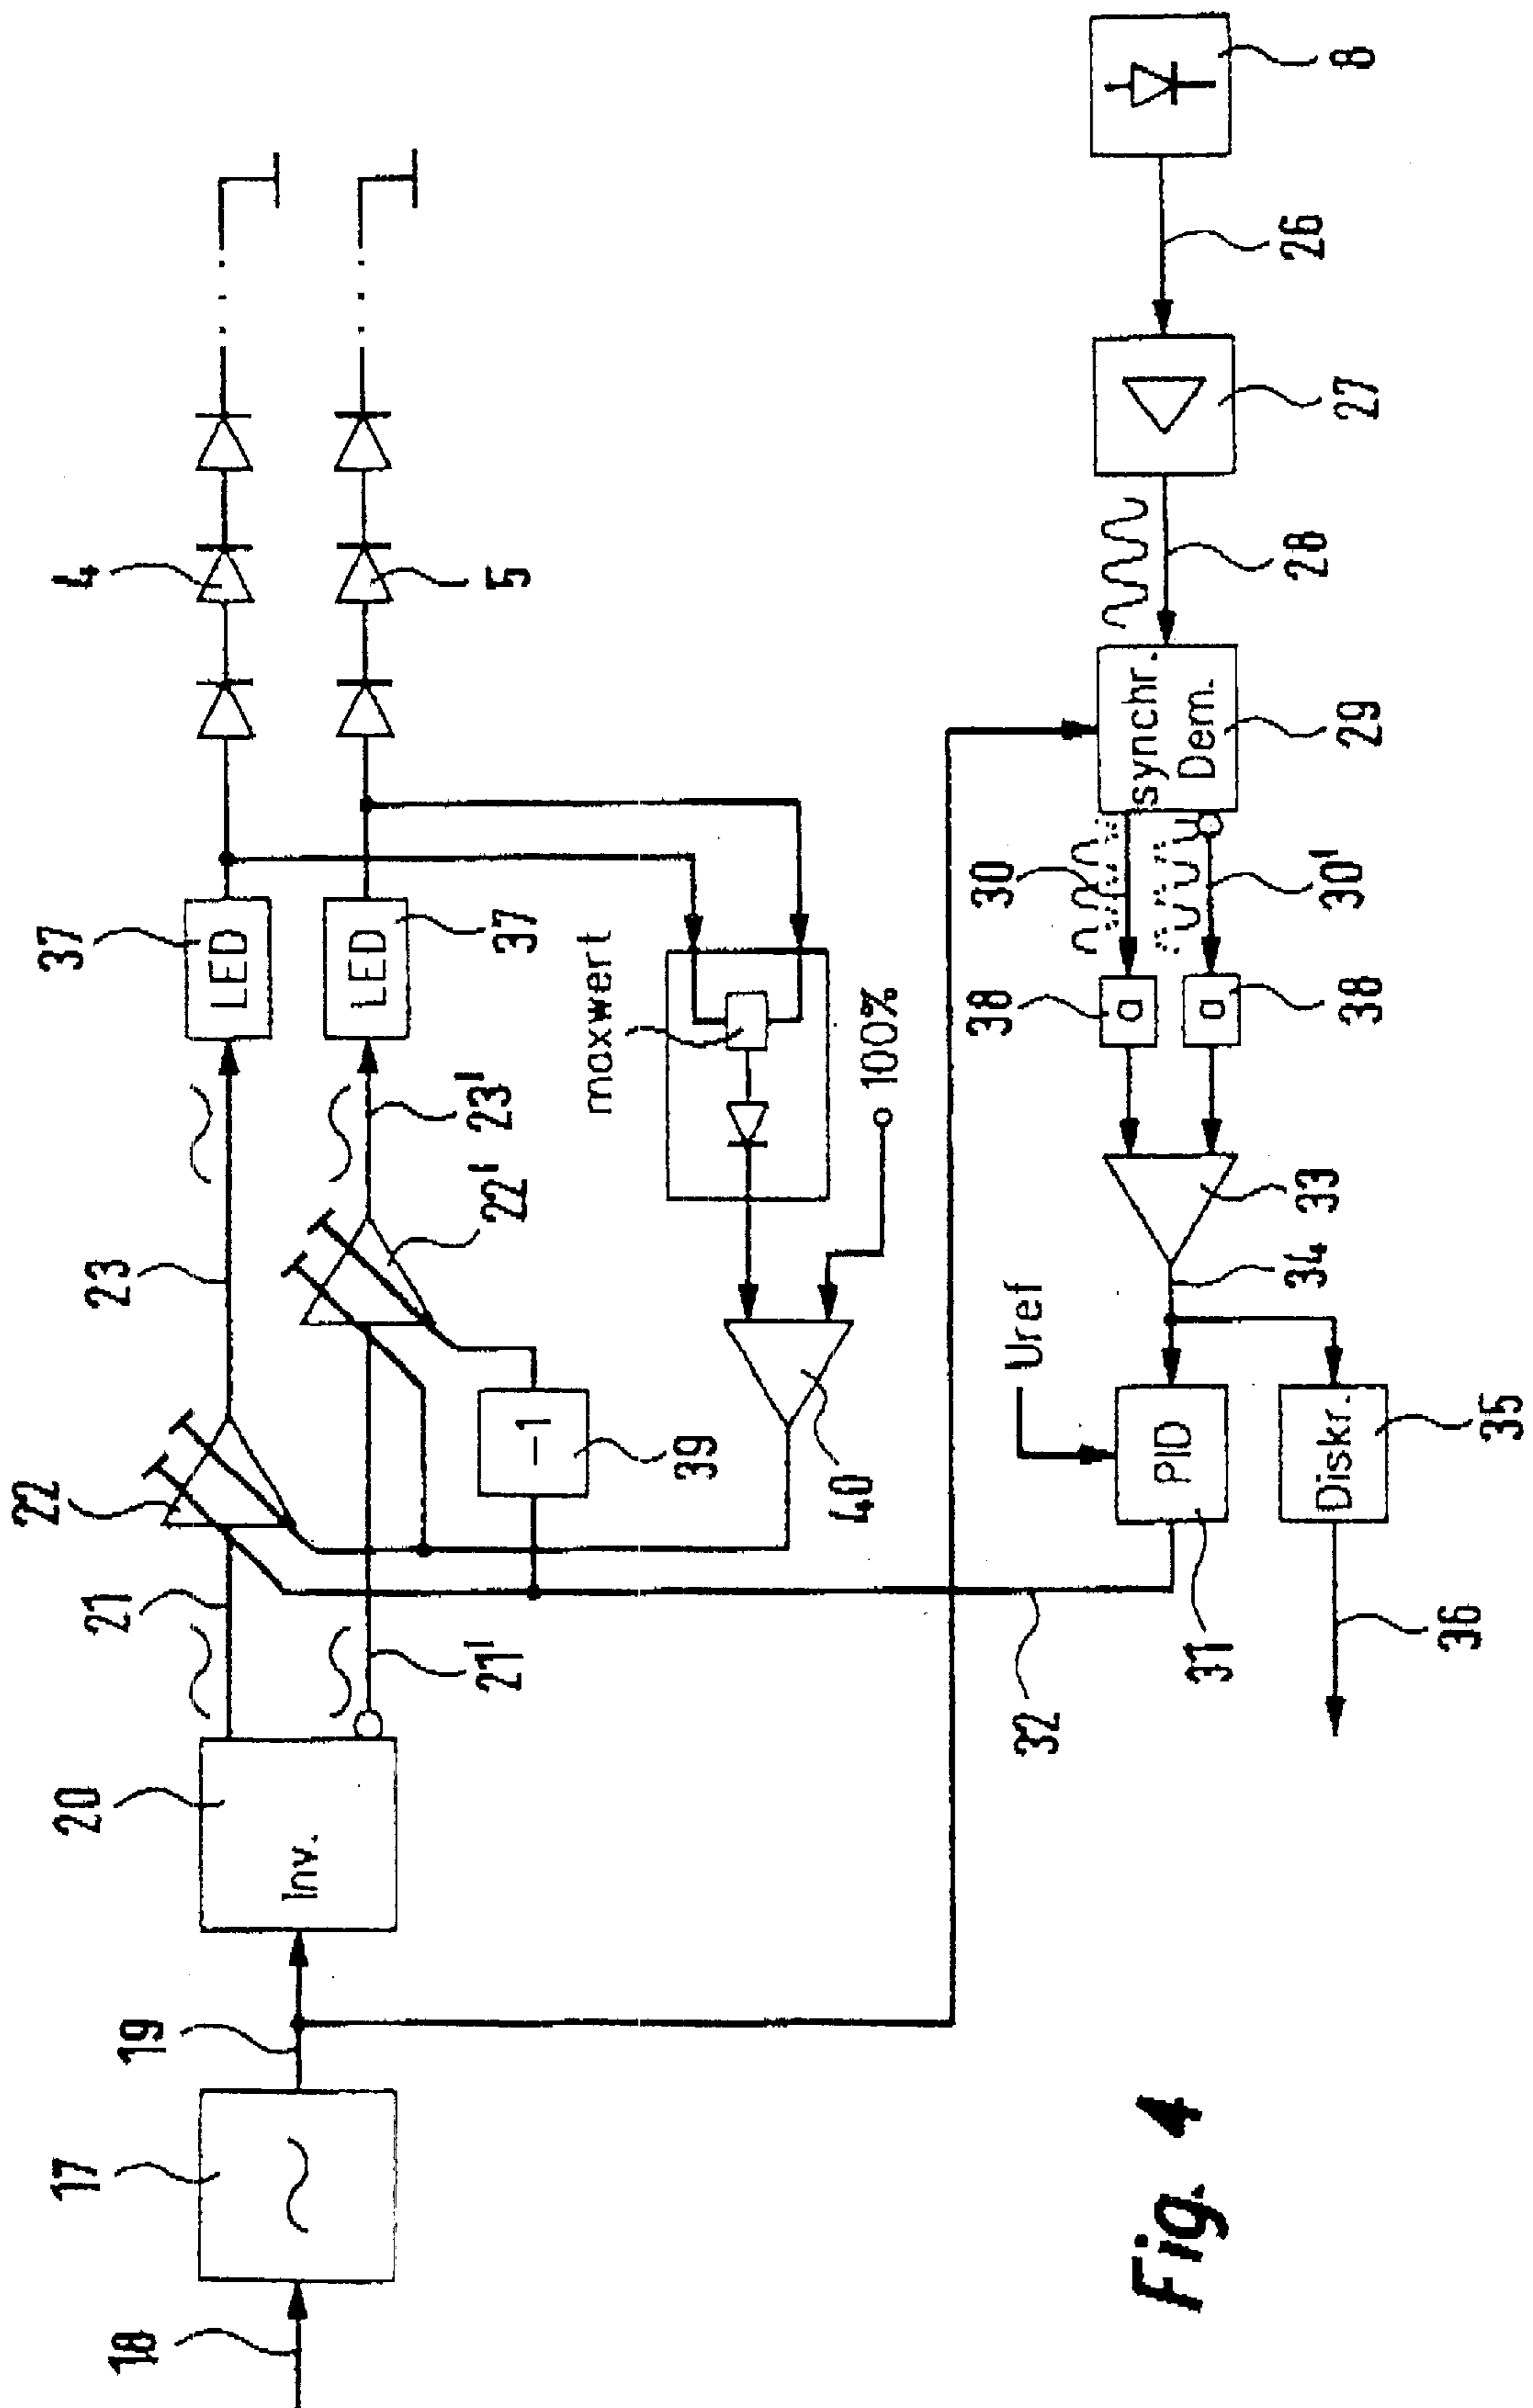 18
17
19
20
Inv.
21
21'
22
22'
23
23'
37
LED
37
LED
4
5
39
-1
40
maxwert
100%
32
36
35
Diskr.
31
PID
Uref
34
33
38
a
38
a
30
30'
29
synchr.
Dem.
28
27
26
8
Fig. 4